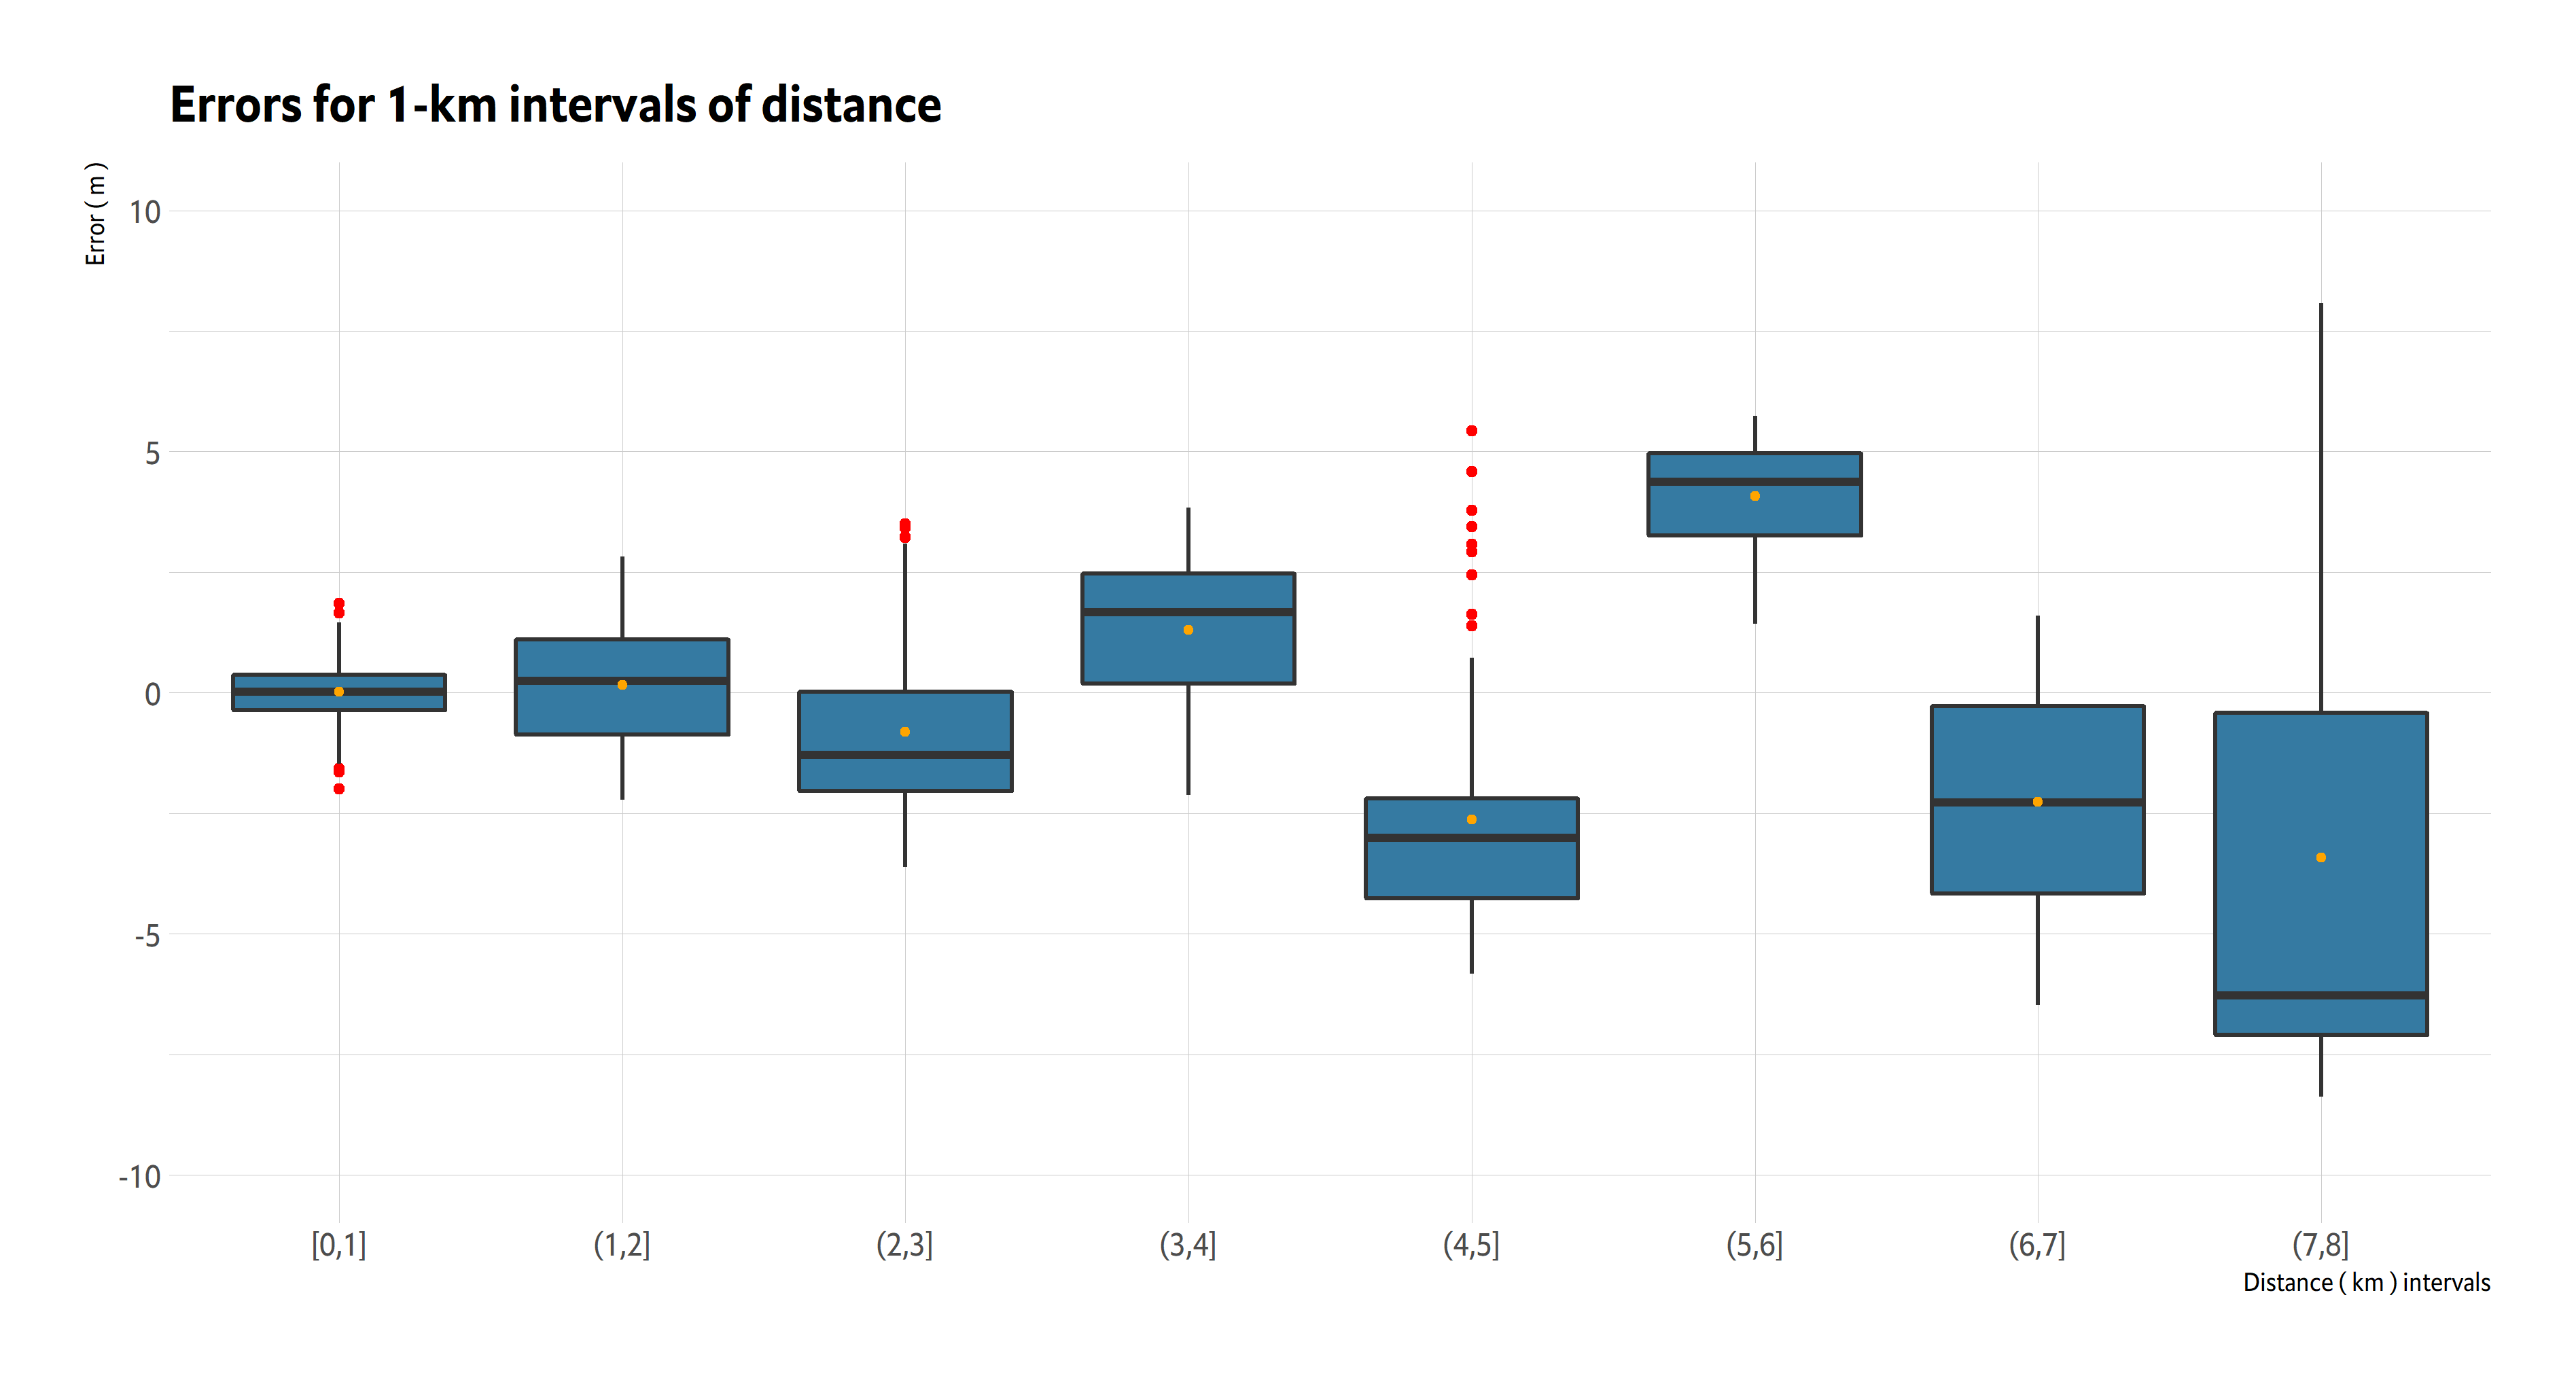 Errors for 1-km intervals of distance
Error ( m )
10
5
0
-5
-10
[0,1] (1,2] (2,3] (3,4] (4,5] (5,6] (6,7] (7,8]
Distance ( km ) intervals